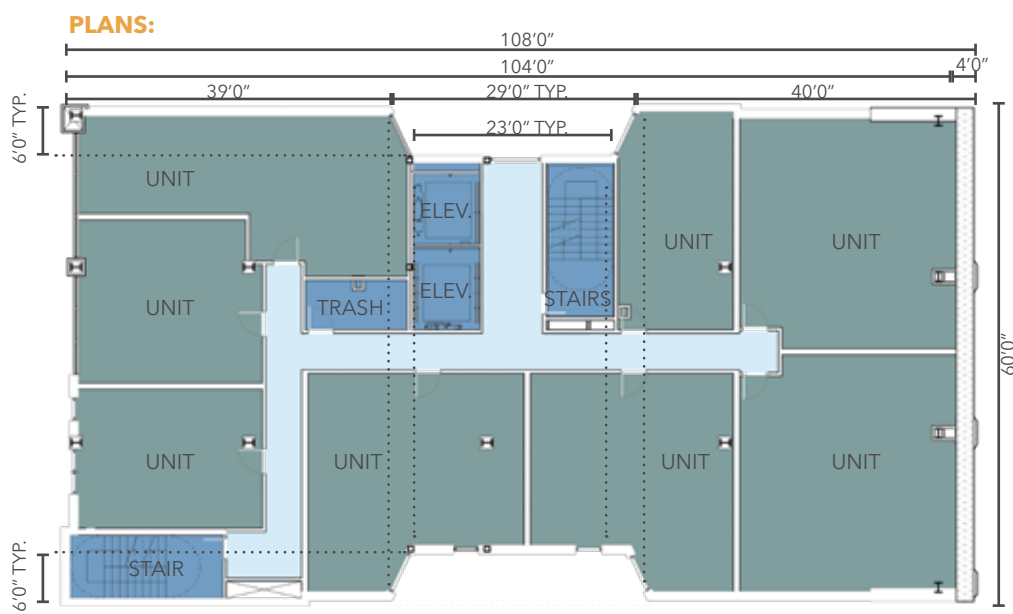 PLANS:
108'0”
104'0”
4'0”
39'0”
29'0” TYP.
40'0”
6'0” TYP.
23'0” TYP.
UNIT
ELEV.
UNIT
UNIT
ELEV.
UNIT
TRASH
STAIRS
60'0”
UNIT
UNIT
UNIT
UNIT
6'0” TYP.
STAIR